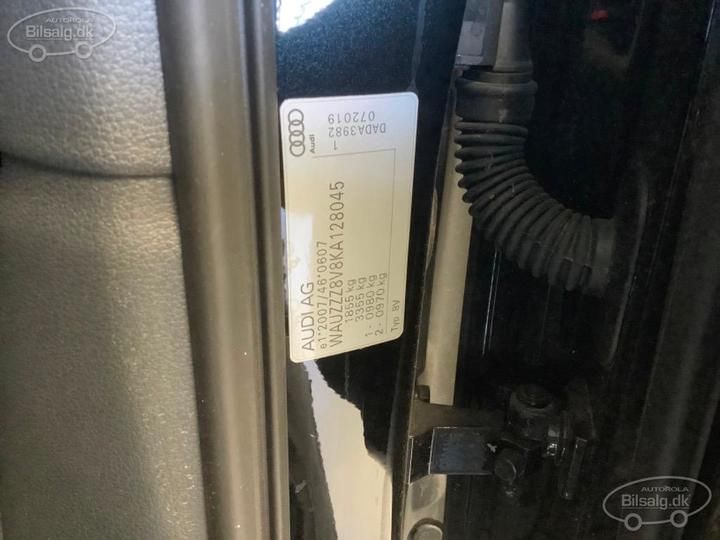 AUTOROLA
Bilsalg.dk
AUDI AG
e1*2007/46*0607
WAUZZZ8V8KA128045
1855 kg
3355 kg
1 - 0980 kg
2 - 0970 kg
Typ 8V
1
DADA3982
072019
Audi
AUTOROLA
Bilsalg.dk